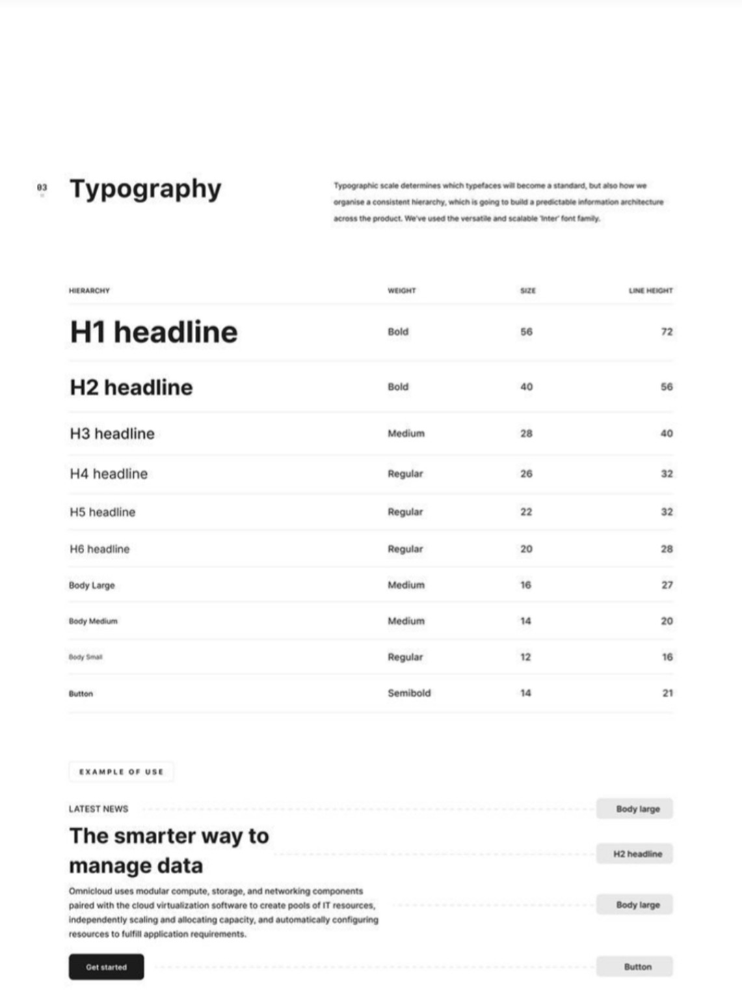 03
Typography
Typographic scale determines which typefaces will become a standard, but also how we
organise a consistent hierarchy, which is going to build a predictable information architecture
across the product. We've used the versatile and scalable 'Inter' font family.
HIERARCHY WEIGHT SIZE LINE HEIGHT
H1 headline Bold 56 72
H2 headline Bold 40 56
H3 headline Medium 28 40
H4 headline Regular 26 32
H5 headline Regular 22 32
H6 headline Regular 20 28
Body Large Medium 16 27
Body Medium Medium 14 20
Body Small Regular 12 16
Button Semibold 14 21
EXAMPLE OF USE
LATEST NEWS Body large
The smarter way to
manage data
H2 headline
Omnicloud uses modular compute, storage, and networking components
paired with the cloud virtualization software to create pools of IT resources,
independently scaling and allocating capacity, and automatically configuring
resources to fulfill application requirements.
Body large
Get started Button